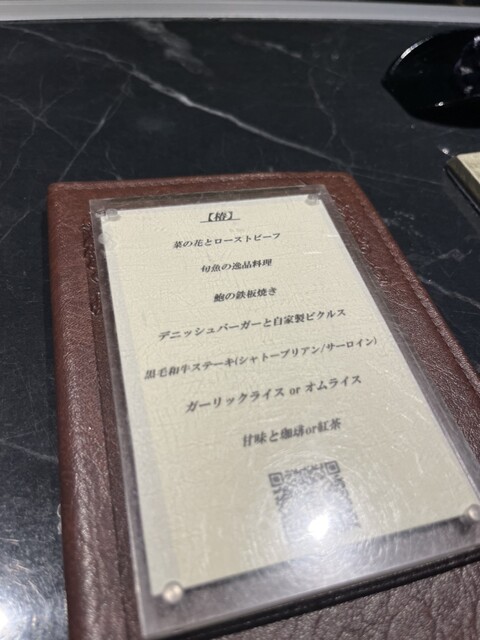 【椿】
菜の花とローストビーフ
旬魚の逸品料理
鮑の鉄板焼き
デニッシュバーガーと自家製ピクルス
黒毛和牛ステーキ(シャトーブリアン/サーロイン)
ガーリックライス or オムライス
甘味と珈琲or紅茶